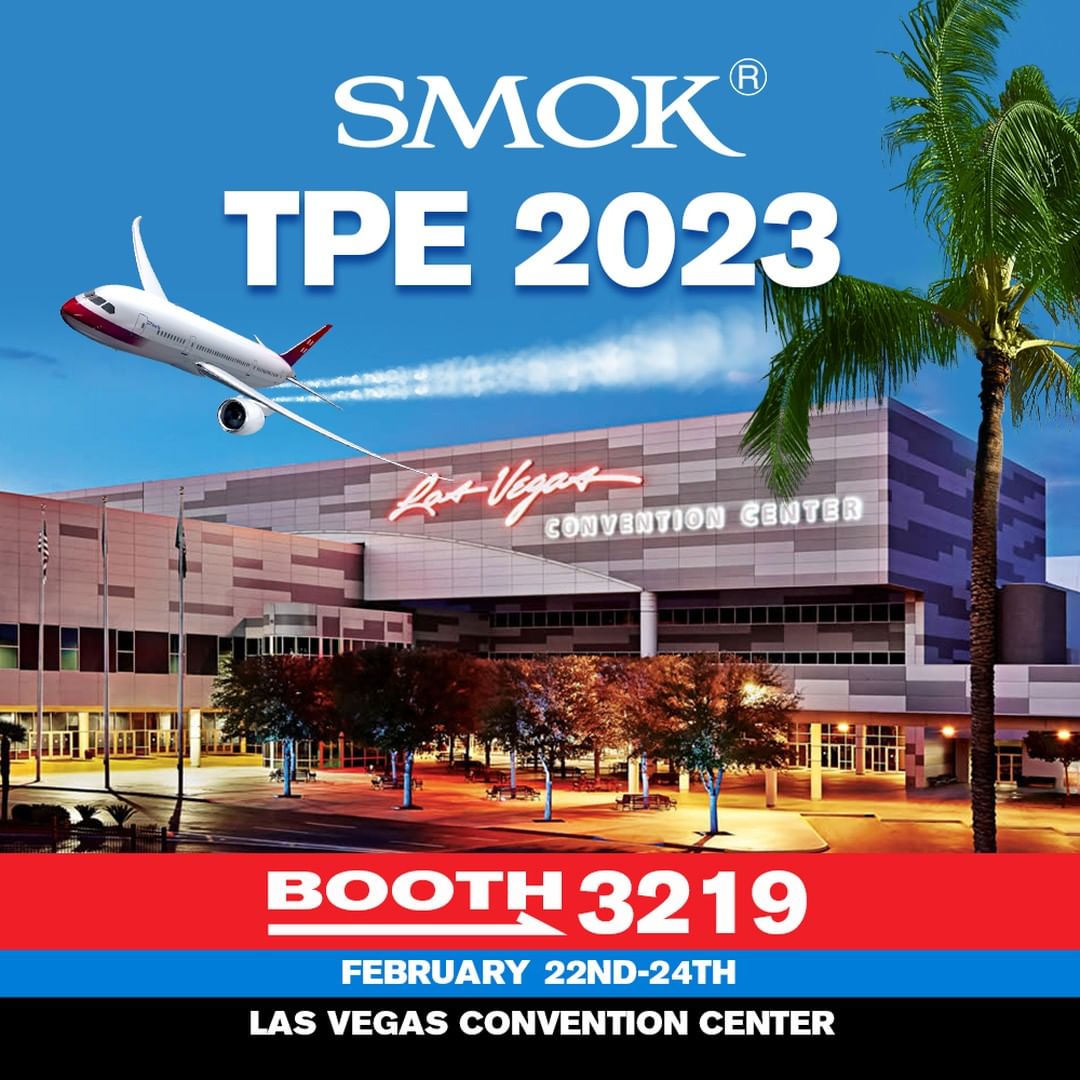 SMOK®
TPE 2023
Las Vegas
CONVENTION CENTER
BOOTH 3219
FEBRUARY 22ND-24TH
LAS VEGAS CONVENTION CENTER